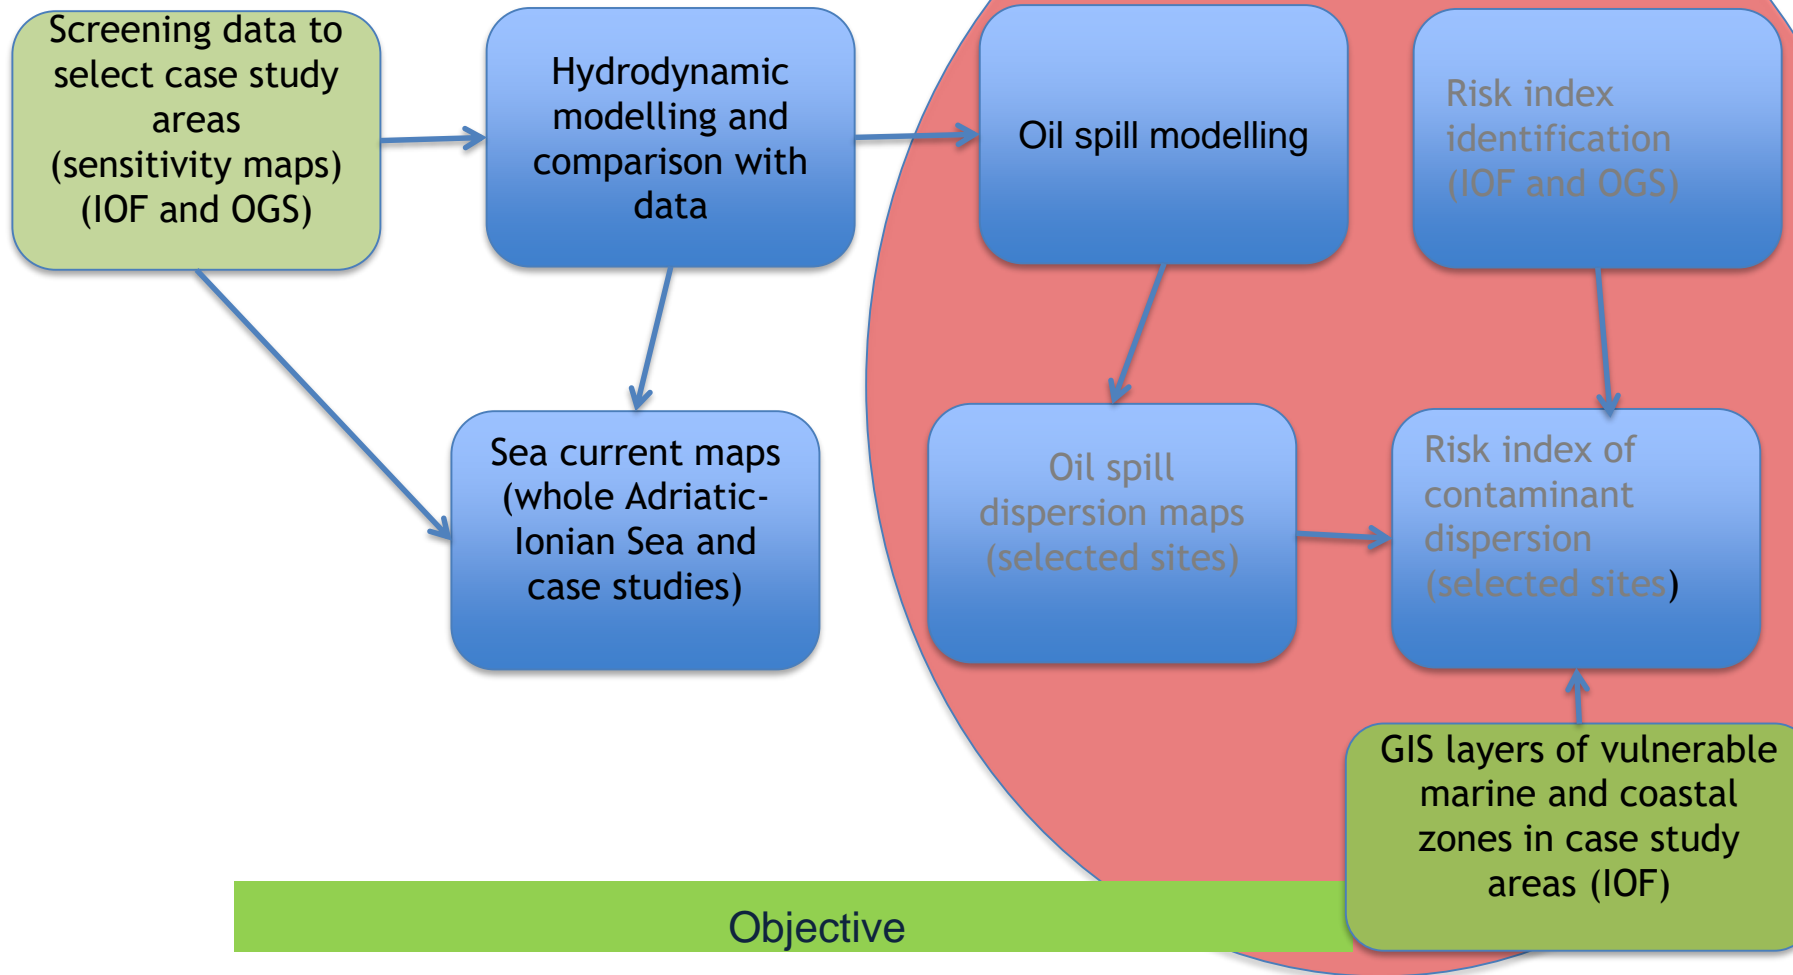 Screening data to
select case study
areas
(sensitivity maps)
(IOF and OGS)
Hydrodynamic
modelling and
comparison with
data
Oil spill modelling
Risk index
identification
(IOF and OGS)
Sea current maps
(whole Adriatic-
Ionian Sea and
case studies)
Oil spill
dispersion maps
(selected sites)
Risk index of
contaminant
dispersion
(selected sites)
GIS layers of vulnerable
marine and coastal
zones in case study
areas (IOF)
Objective